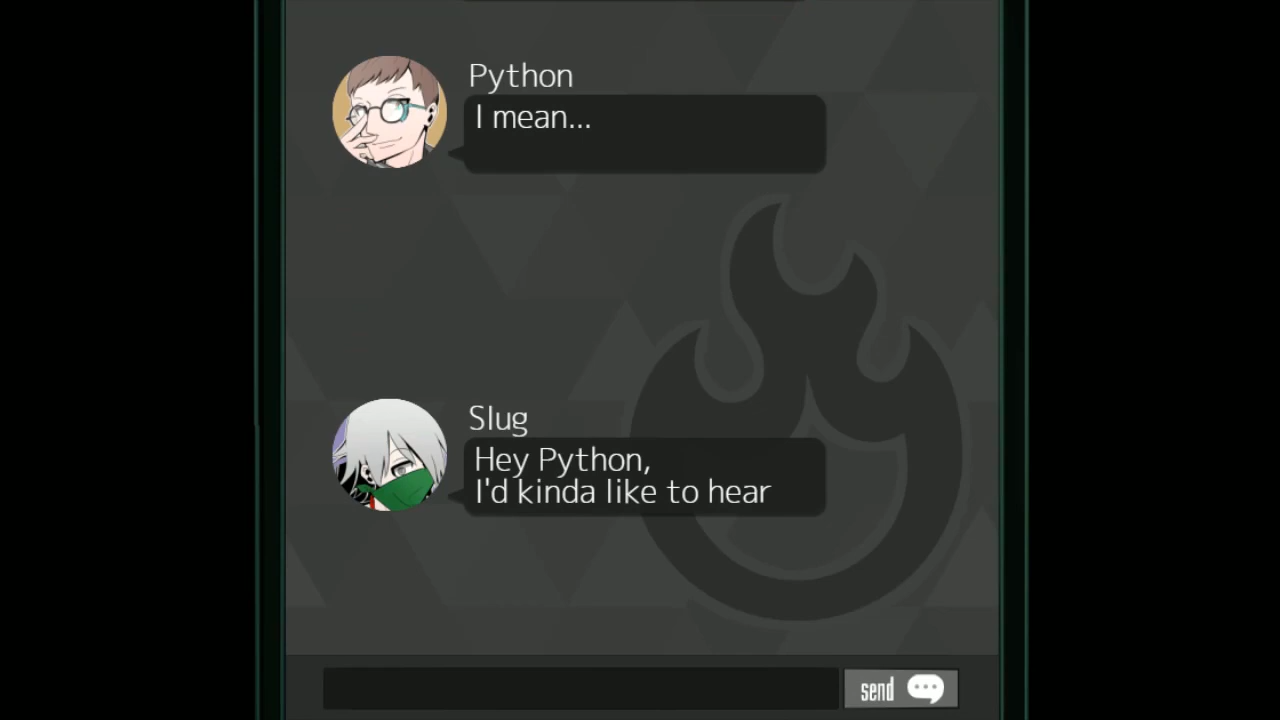 Python
I mean...
Slug
Hey Python,
I'd kinda like to hear
send